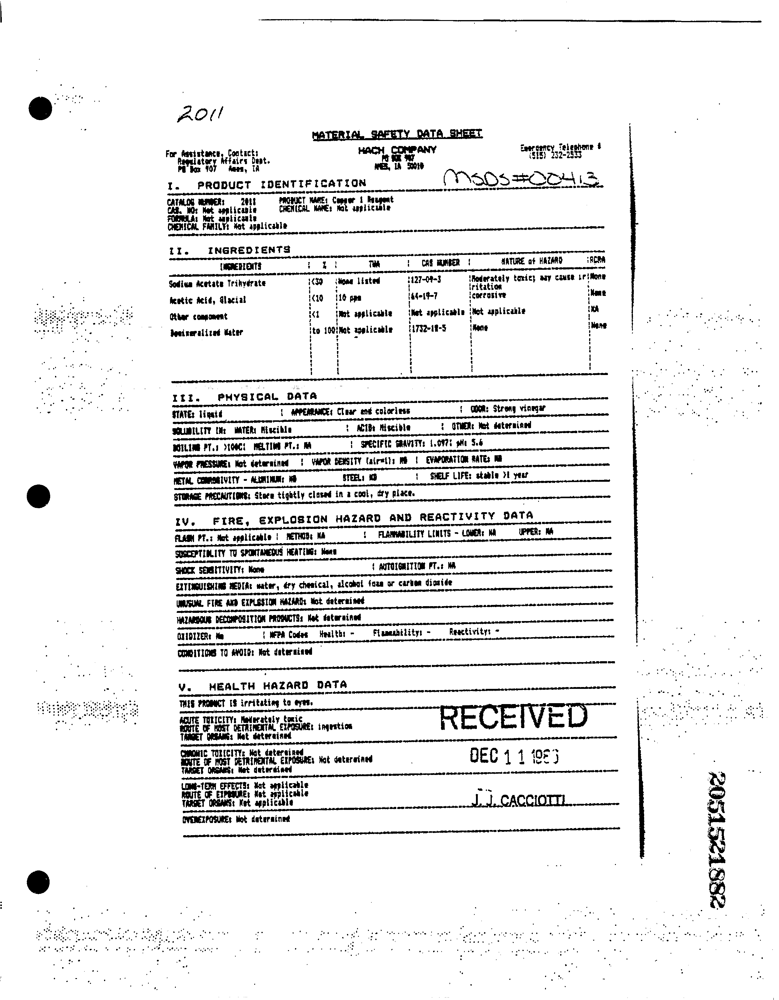 2011
MATERIAL SAFETY DATA SHEET
For Assistance, Contact:
Regulatory Affairs Dept.
PO Box 907 Ames, IA
HACH COMPANY
PO BOX 907
AMES, IA 50010
Emergency Telephone #
(515) 232-2533
MSDS#00413
I. PRODUCT IDENTIFICATION
CATALOG NUMBER: 2011 PRODUCT NAME: Copper 1 Reagent
CAS. NO: Not applicable CHEMICAL NAME: Not applicable
FORMULA: Not applicable
CHEMICAL FAMILY: Not applicable
II. INGREDIENTS
INGREDIENTS : % : TWA : CAS NUMBER : NATURE of HAZARD :RCRA
Sodium Acetate Trihydrate :<30 :None listed :127-09-3 :Moderately toxic; may cause ir:None
ritation
Acetic Acid, Glacial :<10 :10 ppm :64-19-7 :corrosive :None
Other component :<1 :Not applicable :Not applicable :Not applicable :NA
Demineralized Water :to 100:Not applicable :1732-18-5 :None :None
III. PHYSICAL DATA
STATE: liquid : APPEARANCE: Clear and colorless : ODOR: Strong vinegar
SOLUBILITY IN: WATER: Miscible : ACID: Miscible : OTHER: Not determined
BOILING PT.: >100C: MELTING PT.: NA : SPECIFIC GRAVITY: 1.097: pH: 5.6
VAPOR PRESSURE: Not determined : VAPOR DENSITY (air=1): ND : EVAPORATION RATE: ND
METAL CORROSIVITY - ALUMINUM: ND STEEL: ND : SHELF LIFE: stable >1 year
STORAGE PRECAUTIONS: Store tightly closed in a cool, dry place.
IV. FIRE, EXPLOSION HAZARD AND REACTIVITY DATA
FLASH PT.: Not applicable : METHOD: NA : FLAMMABILITY LIMITS - LOWER: NA UPPER: NA
SUSCEPTIBILITY TO SPONTANEOUS HEATING: None
SHOCK SENSITIVITY: None : AUTOIGNITION PT.: NA
EXTINGUISHING MEDIA: water, dry chemical, alcohol foam or carbon dioxide
UNUSUAL FIRE AND EXPLOSION HAZARD: Not determined
HAZARDOUS DECOMPOSITION PRODUCTS: Not determined
OXIDIZER: No : NFPA Codes Health: - Flammability: - Reactivity: -
CONDITIONS TO AVOID: Not determined
V. HEALTH HAZARD DATA
THIS PRODUCT IS irritating to eyes.
ACUTE TOXICITY: Moderately toxic
ROUTE OF MOST DETRIMENTAL EXPOSURE: ingestion
TARGET ORGANS: Not determined
RECEIVED
CHRONIC TOXICITY: Not determined
ROUTE OF MOST DETRIMENTAL EXPOSURE: Not determined
TARGET ORGANS: Not determined
DEC 11
LONG-TERM EFFECTS: Not applicable
ROUTE OF EXPOSURE: Not applicable
TARGET ORGANS: Not applicable
J. J. CACCIOTTI
OVEREXPOSURE: Not determined
2051521882